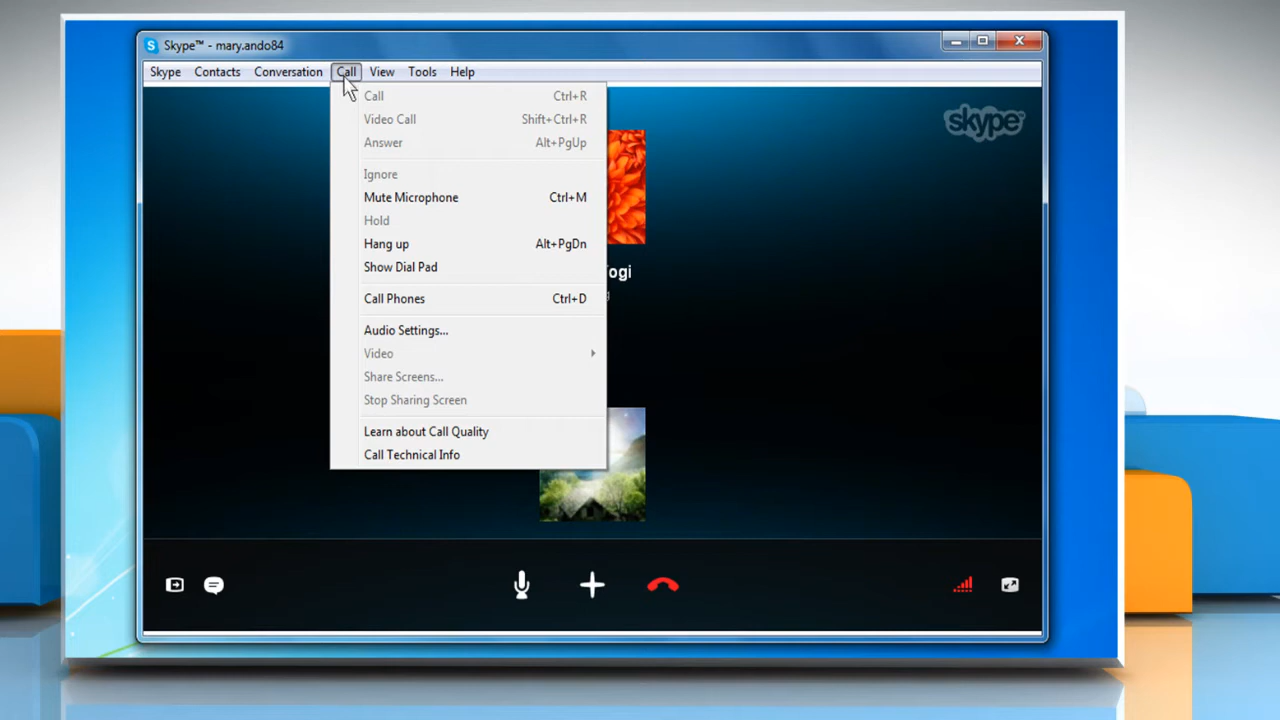 Skype™ - mary.ando84
Skype Contacts Conversation Call View Tools Help
skype
Call Ctrl+R
Video Call Shift+Ctrl+R
Answer Alt+PgUp
Ignore
Mute Microphone Ctrl+M
Hold
Hang up Alt+PgDn
Show Dial Pad
Call Phones Ctrl+D
Audio Settings...
Video
Share Screens...
Stop Sharing Screen
Learn about Call Quality
Call Technical Info